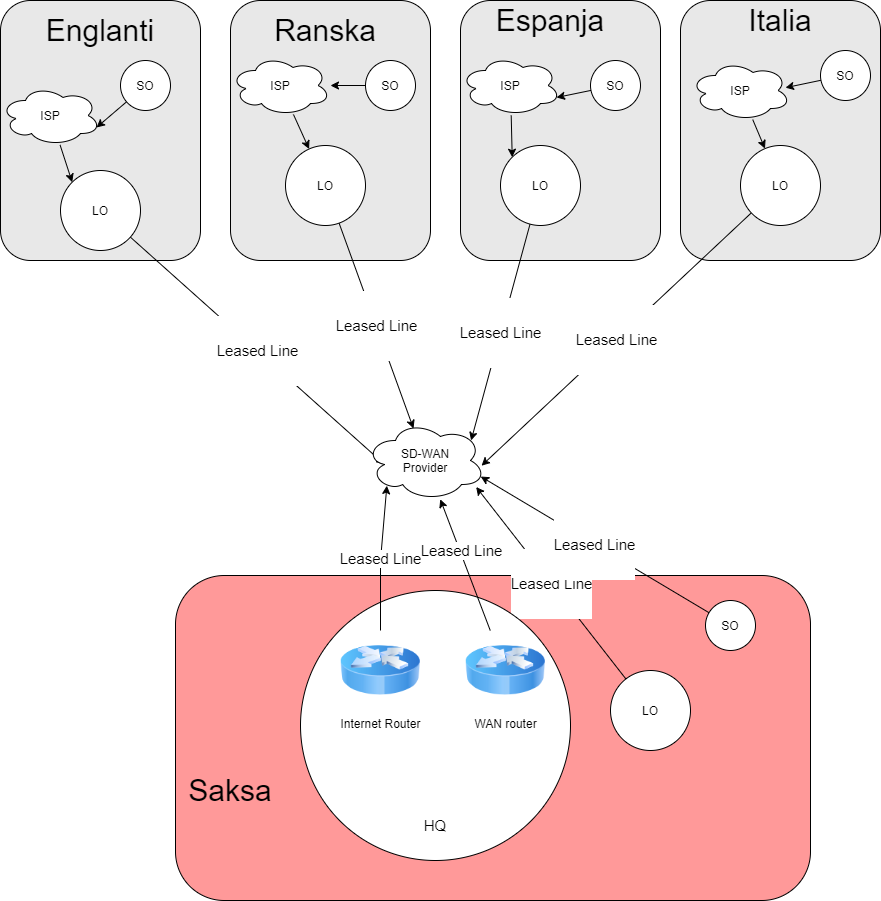 Englanti
Ranska
Espanja
Italia
ISP
SO
LO
ISP
SO
LO
ISP
SO
LO
ISP
SO
LO
Leased Line
Leased Line
Leased Line
Leased Line
SD-WAN
Provider
Leased Line
Leased Line
Leased Line
Leased Line
SO
LO
Internet Router
WAN router
Saksa
HQ